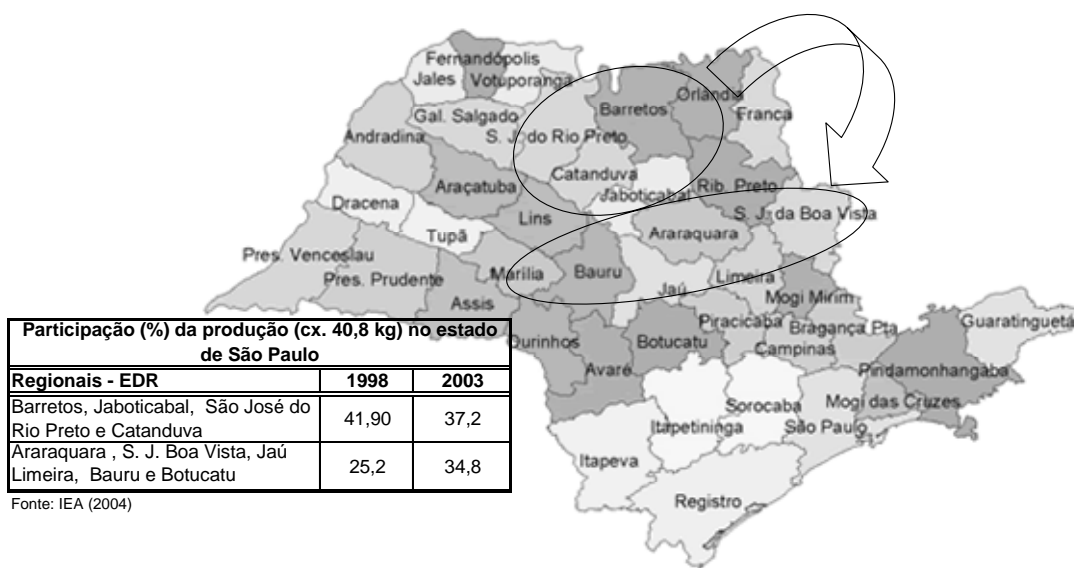 Fernandópolis
Jales
Votuporanga
Gal. Salgado
Andradina
S. J. do Rio Preto
Barretos
Orlândia
Franca
Catanduva
Araçatuba
Jaboticabal
Rib. Preto
Dracena
Lins
S. J. da Boa Vista
Tupã
Araraquara
Pres. Venceslau
Pres. Prudente
Marília
Bauru
Jaú
Limeira
Assis
Mogi Mirim
Ourinhos
Botucatu
Piracicaba
Bragança Pta
Campinas
Guaratinguetá
Avaré
Pindamonhangaba
Sorocaba
Mogi das Cruzes
Itapetininga
São Paulo
Itapeva
Registro
Participação (%) da produção (cx. 40,8 kg) no estado
de São Paulo
Regionais - EDR 1998 2003
Barretos, Jaboticabal, São José do
Rio Preto e Catanduva 41,90 37,2
Araraquara , S. J. Boa Vista, Jaú
Limeira, Bauru e Botucatu 25,2 34,8
Fonte: IEA (2004)